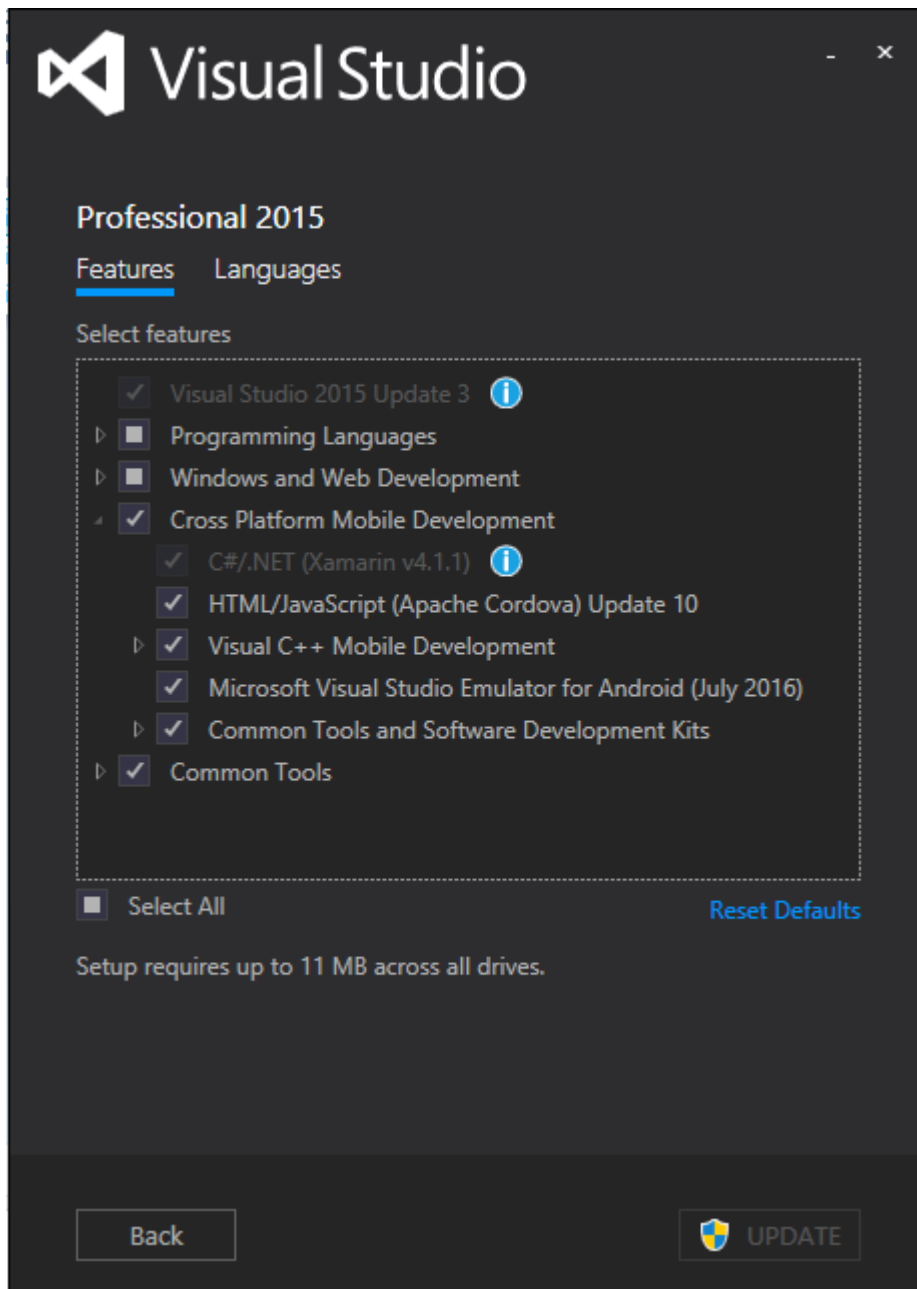 Visual Studio
Professional 2015
Features Languages
Select features
Visual Studio 2015 Update 3
Programming Languages
Windows and Web Development
Cross Platform Mobile Development
C#/.NET (Xamarin v4.1.1)
HTML/JavaScript (Apache Cordova) Update 10
Visual C++ Mobile Development
Microsoft Visual Studio Emulator for Android (July 2016)
Common Tools and Software Development Kits
Common Tools
Select All Reset Defaults
Setup requires up to 11 MB across all drives.
Back UPDATE